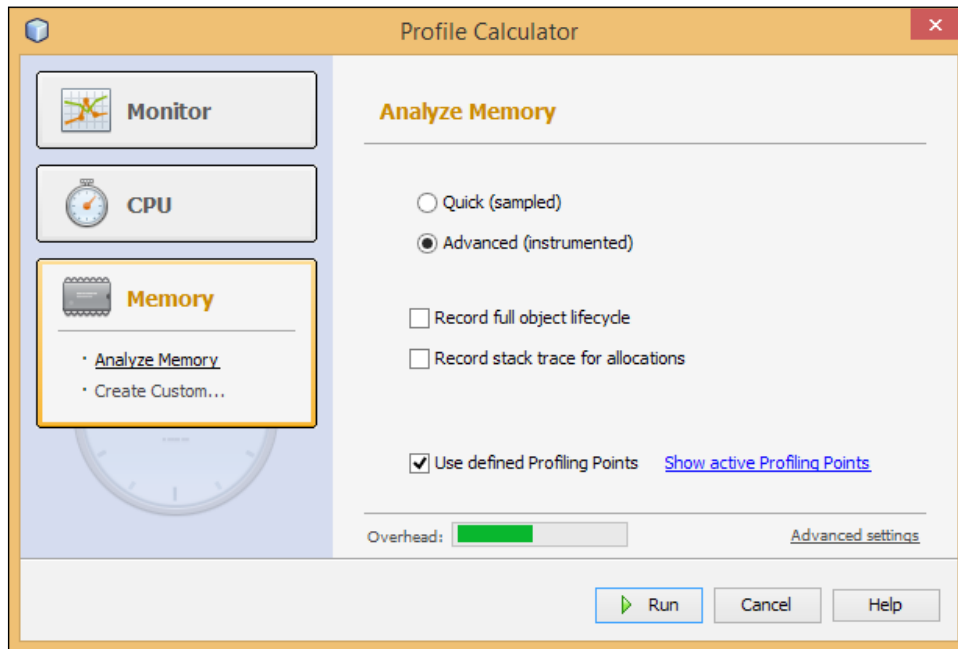 Profile Calculator
Monitor
CPU
Memory
Analyze Memory
Create Custom...
Analyze Memory
Quick (sampled)
Advanced (instrumented)
Record full object lifecycle
Record stack trace for allocations
Use defined Profiling Points Show active Profiling Points
Overhead: Advanced settings
Run Cancel Help